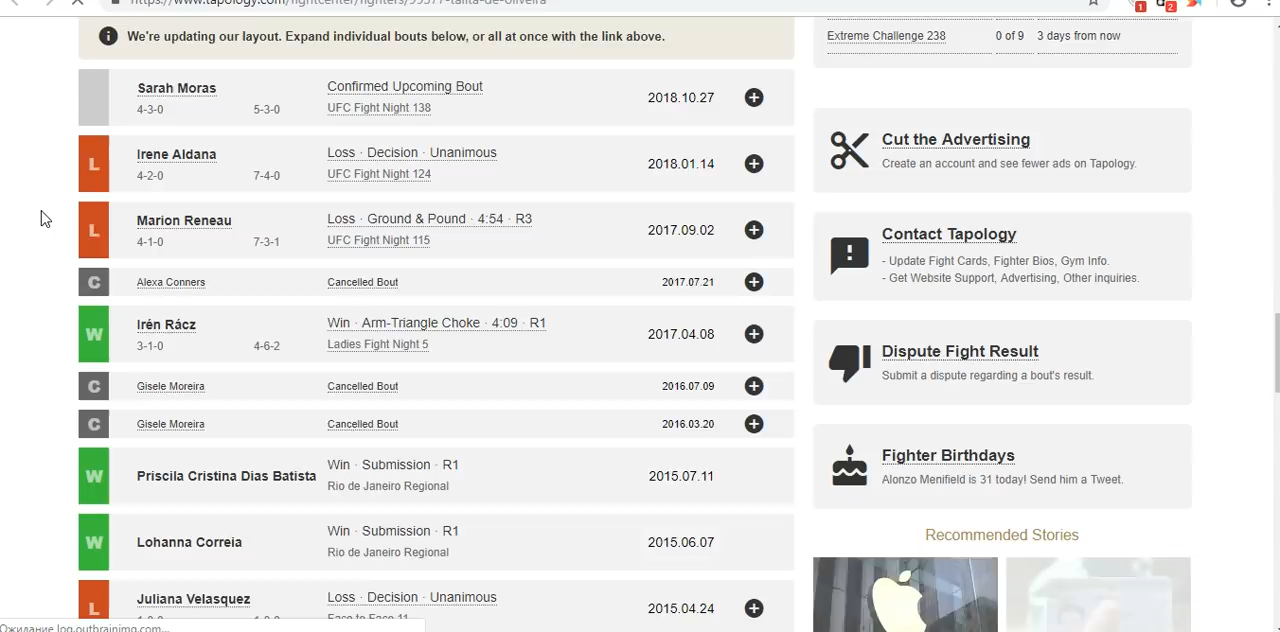 https://www.tapology.com/fightcenter/fighters/99377-talita-de-oliveira
1
2
We're updating our layout. Expand individual bouts below, or all at once with the link above.
Sarah Moras Confirmed Upcoming Bout 2018.10.27
4-3-0 5-3-0 UFC Fight Night 138
L Irene Aldana Loss · Decision · Unanimous 2018.01.14
4-2-0 7-4-0 UFC Fight Night 124
L Marion Reneau Loss · Ground & Pound · 4:54 · R3 2017.09.02
4-1-0 7-3-1 UFC Fight Night 115
C Alexa Conners Cancelled Bout 2017.07.21
W Irén Rácz Win · Arm-Triangle Choke · 4:09 · R1 2017.04.08
3-1-0 4-6-2 Ladies Fight Night 5
C Gisele Moreira Cancelled Bout 2016.07.09
C Gisele Moreira Cancelled Bout 2016.03.20
W Priscila Cristina Dias Batista Win · Submission · R1 2015.07.11
Rio de Janeiro Regional
W Lohanna Correia Win · Submission · R1 2015.06.07
Rio de Janeiro Regional
L Juliana Velasquez Loss · Decision · Unanimous 2015.04.24
Face to Face 11
Ожидание log.outbrainimg.com...
Extreme Challenge 238 0 of 9 3 days from now
Cut the Advertising
Create an account and see fewer ads on Tapology.
Contact Tapology
- Update Fight Cards, Fighter Bios, Gym Info.
- Get Website Support, Advertising, Other inquiries.
Dispute Fight Result
Submit a dispute regarding a bout's result.
Fighter Birthdays
Alonzo Menifield is 31 today! Send him a Tweet.
Recommended Stories